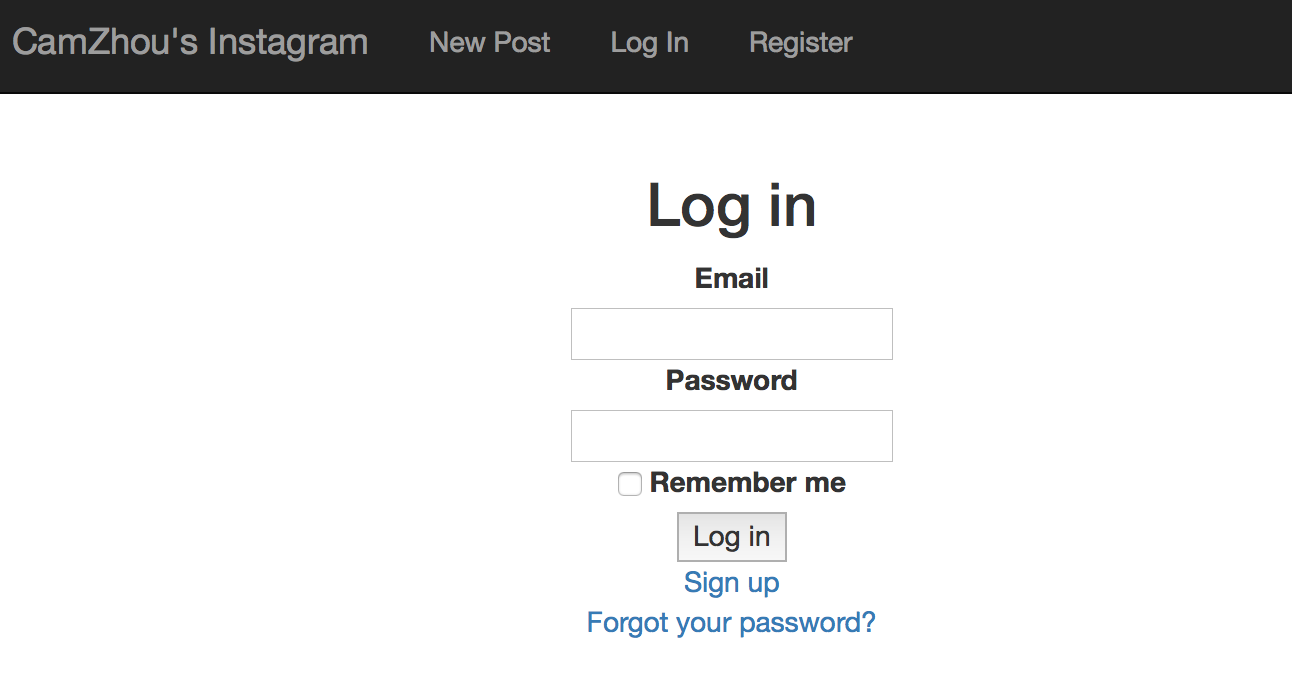 CamZhou's Instagram New Post Log In Register
Log in
Email
Password
Remember me
Log in
Sign up
Forgot your password?